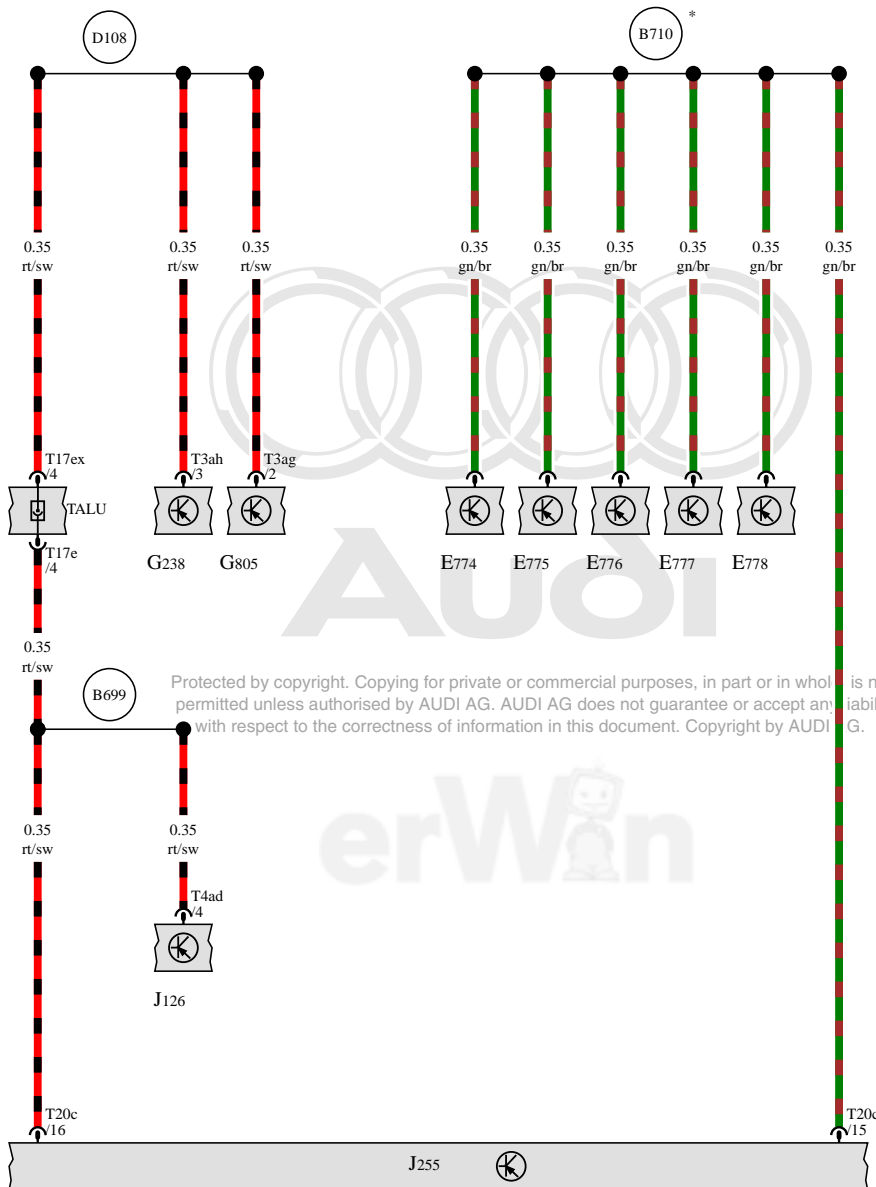 D108
B710 *
0.35 0.35 0.35 0.35 0.35 0.35 0.35 0.35 0.35
rt/sw rt/sw rt/sw gn/br gn/br gn/br gn/br gn/br gn/br
T17ex T3ah T3ag
/4 /3 /2
TALU
T17e
/4
G238 G805 E774 E775 E776 E777 E778
Audi
0.35
rt/sw
B699
Protected by copyright. Copying for private or commercial purposes, in part or in whol is n
permitted unless authorised by AUDI AG. AUDI AG does not guarantee or accept any iabil
with respect to the correctness of information in this document. Copyright by AUDI G.
erWin
0.35 0.35
rt/sw rt/sw
T4ad
/4
J126
T20c T20c
/16 /15
J255